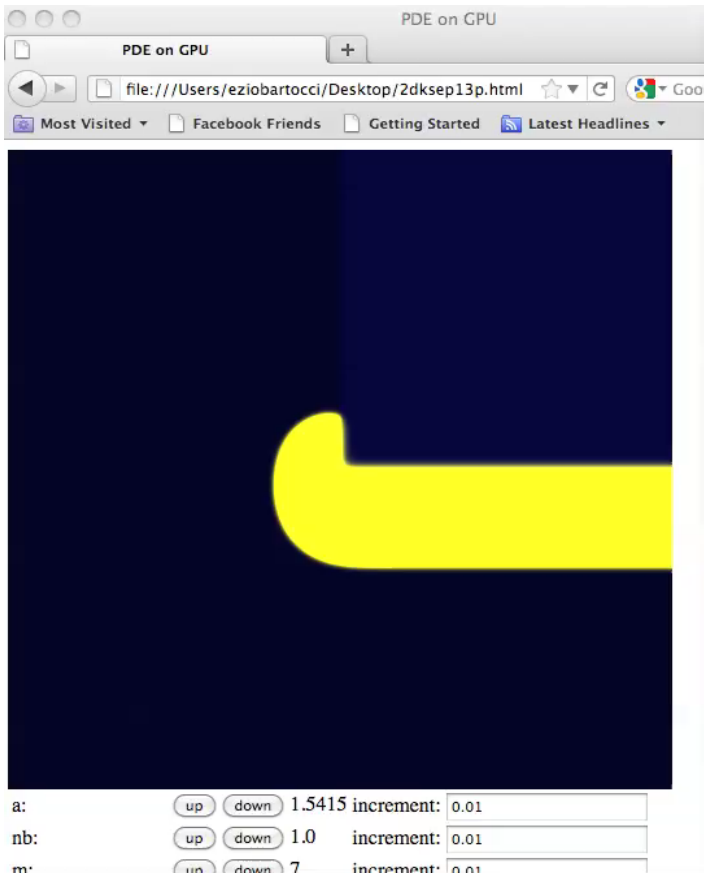 PDE on GPU
PDE on GPU +
file:///Users/eziobartocci/Desktop/2dksep13p.html Goo
Most Visited Facebook Friends Getting Started Latest Headlines
a: up down 1.5415 increment: 0.01
nb: up down 1.0 increment: 0.01
m: up down 7 increment: 0.01